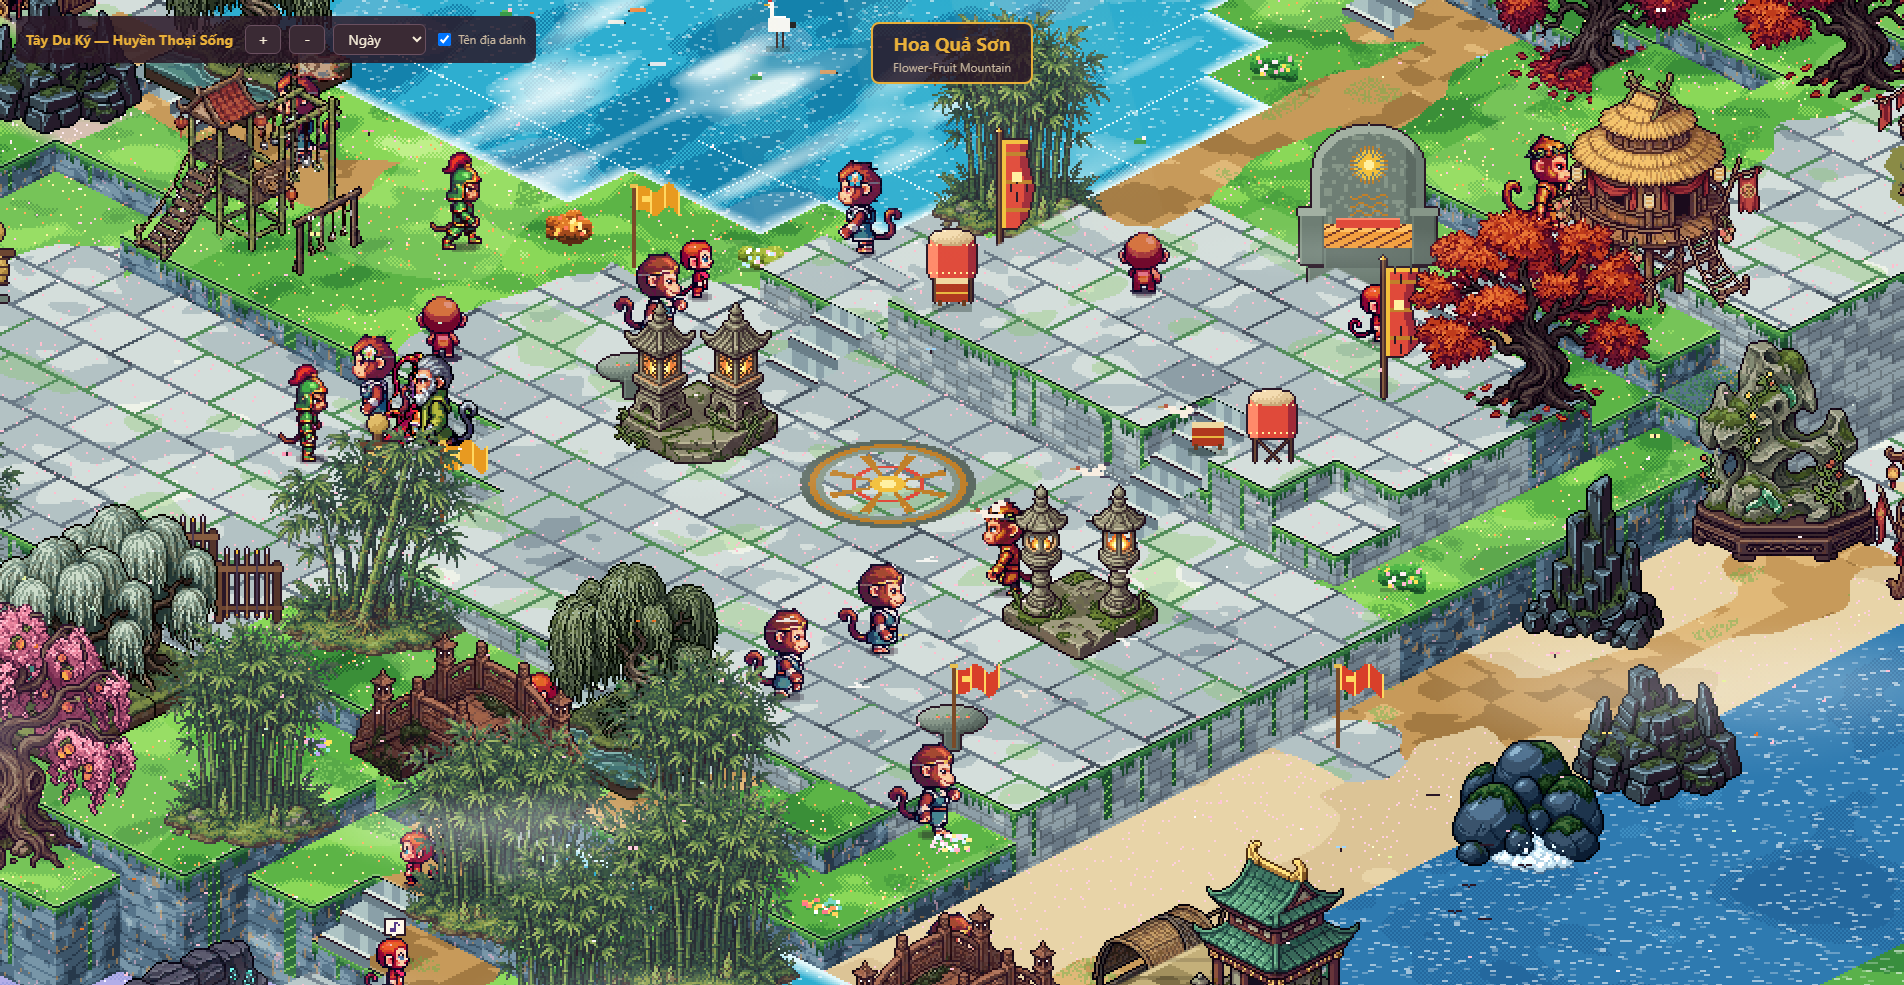 Tây Du Ký — Huyền Thoại Sống
+
-
Ngày
Tên địa danh
Hoa Quả Sơn
Flower-Fruit Mountain